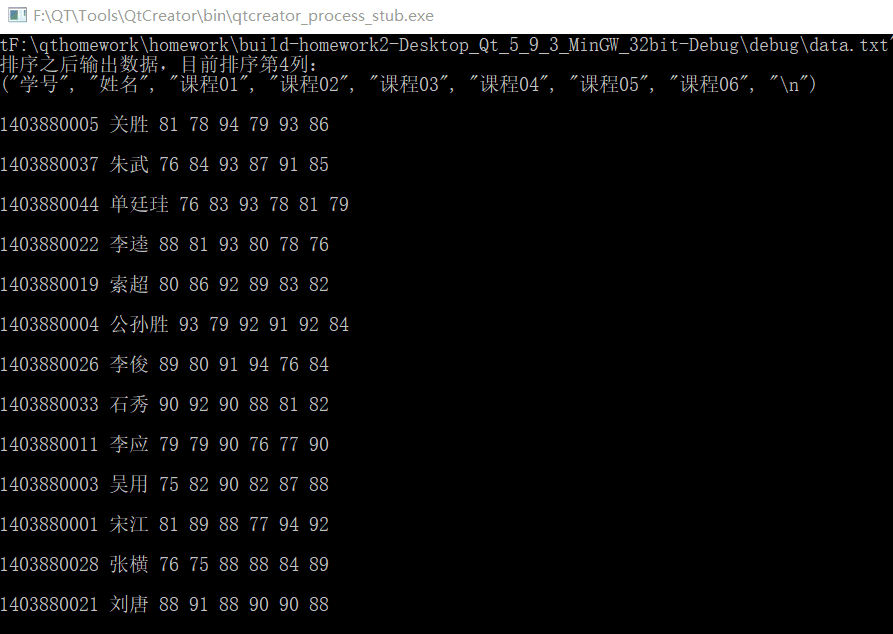 F:\QT\Tools\QtCreator\bin\qtcreator_process_stub.exe
tF:\qthomework\homework\build-homework2-Desktop_Qt_5_9_3_MinGW_32bit-Debug\debug\data.txt"
排序之后输出数据，目前排序第4列：
("学号", "姓名", "课程01", "课程02", "课程03", "课程04", "课程05", "课程06", "\n")
1403880005 关胜 81 78 94 79 93 86
1403880037 朱武 76 84 93 87 91 85
1403880044 单廷珪 76 83 93 78 81 79
1403880022 李逵 88 81 93 80 78 76
1403880019 索超 80 86 92 89 83 82
1403880004 公孙胜 93 79 92 91 92 84
1403880026 李俊 89 80 91 94 76 84
1403880033 石秀 90 92 90 88 81 82
1403880011 李应 79 79 90 76 77 90
1403880003 吴用 75 82 90 82 87 88
1403880001 宋江 81 89 88 77 94 92
1403880028 张横 76 75 88 88 84 89
1403880021 刘唐 88 91 88 90 90 88